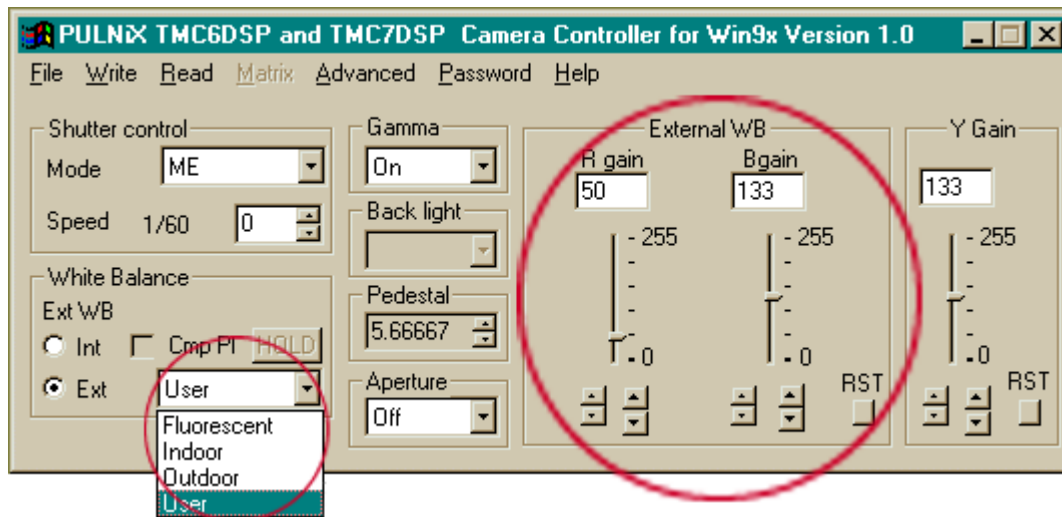 PULNiX TMC6DSP and TMC7DSP Camera Controller for Win9x Version 1.0
File Write Read Matrix Advanced Password Help
Shutter control
Mode ME
Speed 1/60 0
White Balance
Ext WB
Int Cmp Pl HOLD
Ext User
Fluorescent
Indoor
Outdoor
User
Gamma
On
Back light
Pedestal
5.66667
Aperture
Off
External WB
R gain Bgain
50 133
- 255 - 255
- 0 - 0
RST
Y Gain
133
- 255
- 0
RST